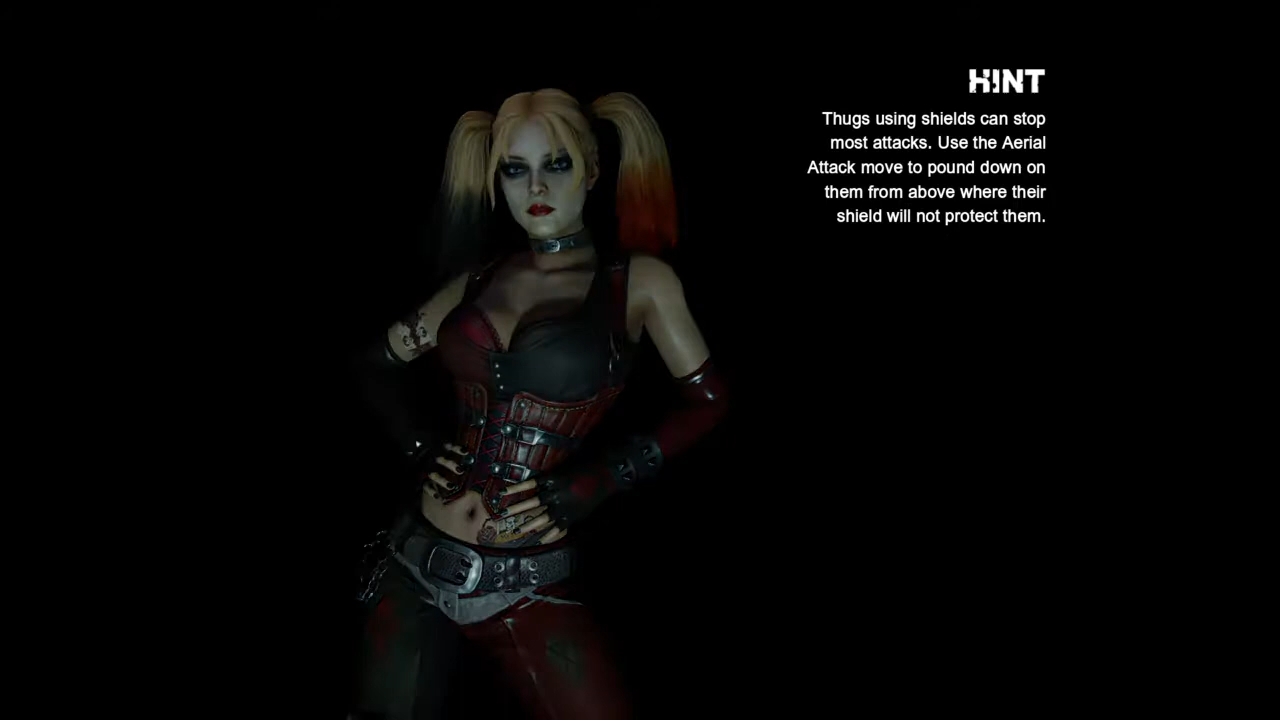 HINT
Thugs using shields can stop
most attacks. Use the Aerial
Attack move to pound down on
them from above where their
shield will not protect them.